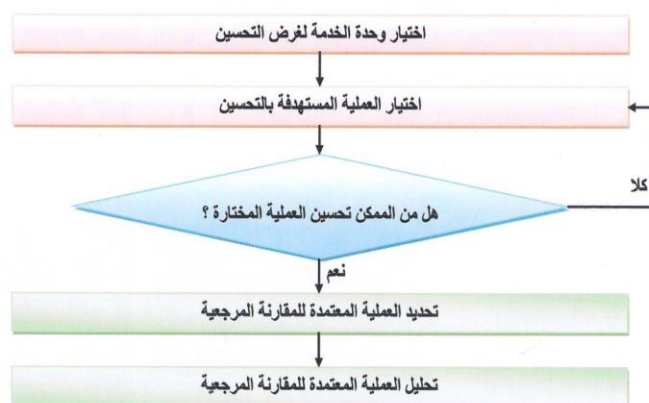 اختيار وحدة الخدمة لغرض التحسين
اختيار العملية المستهدفة بالتحسين
كلا
هل من الممكن تحسين العملية المختارة ؟
نعم
تحديد العملية المعتمدة للمقارنة المرجعية
تحليل العملية المعتمدة للمقارنة المرجعية